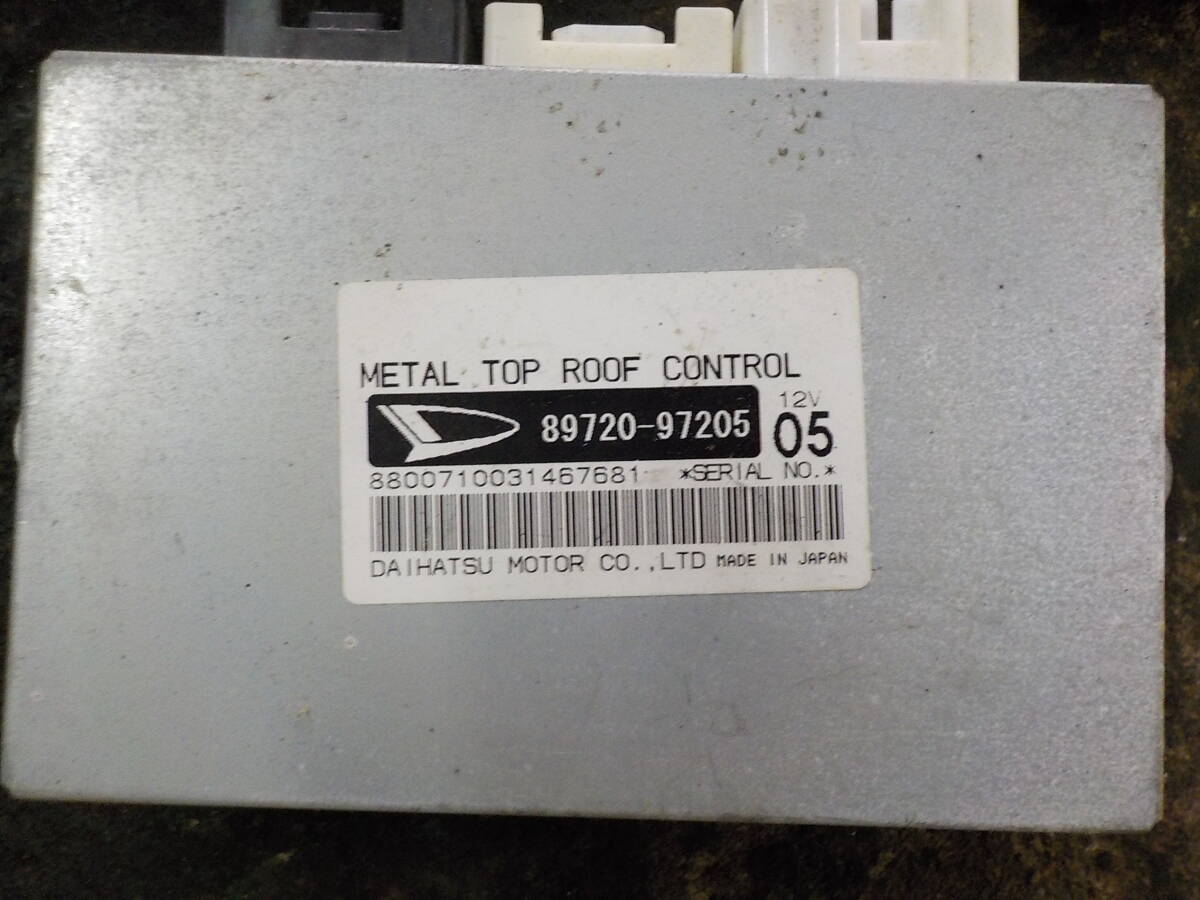 METAL TOP ROOF CONTROL
89720-97205
12V
05
8800710031467681 *SERIAL NO.*
DAIHATSU MOTOR CO.,LTD MADE IN JAPAN